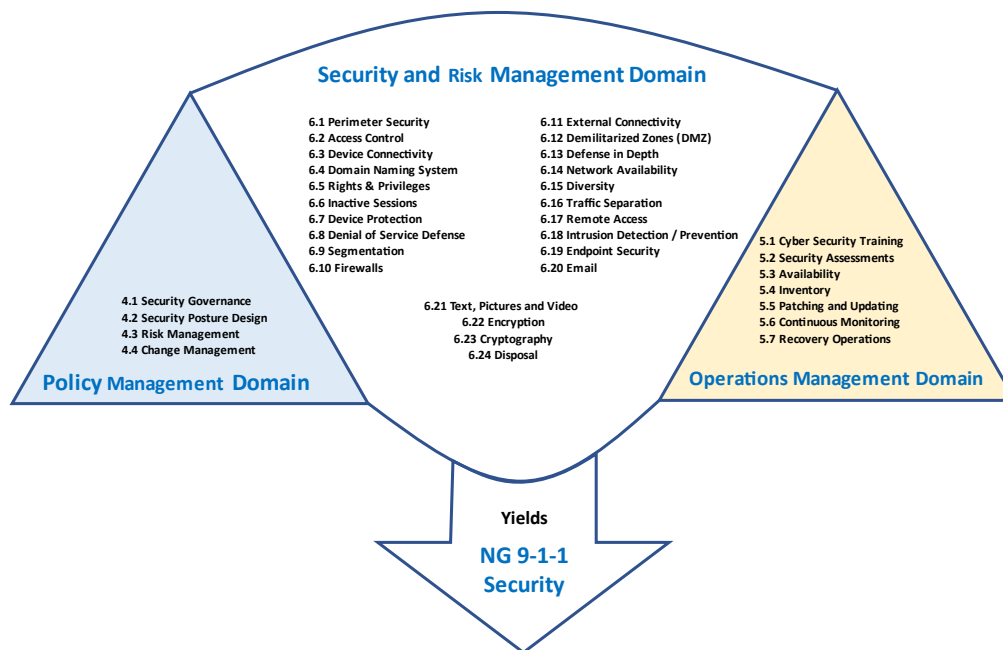 Security and Risk Management Domain
6.1 Perimeter Security
6.2 Access Control
6.3 Device Connectivity
6.4 Domain Naming System
6.5 Rights & Privileges
6.6 Inactive Sessions
6.7 Device Protection
6.8 Denial of Service Defense
6.9 Segmentation
6.10 Firewalls
6.11 External Connectivity
6.12 Demilitarized Zones (DMZ)
6.13 Defense in Depth
6.14 Network Availability
6.15 Diversity
6.16 Traffic Separation
6.17 Remote Access
6.18 Intrusion Detection / Prevention
6.19 Endpoint Security
6.20 Email
6.21 Text, Pictures and Video
6.22 Encryption
6.23 Cryptography
6.24 Disposal
4.1 Security Governance
4.2 Security Posture Design
4.3 Risk Management
4.4 Change Management
Policy Management Domain
5.1 Cyber Security Training
5.2 Security Assessments
5.3 Availability
5.4 Inventory
5.5 Patching and Updating
5.6 Continuous Monitoring
5.7 Recovery Operations
Operations Management Domain
Yields
NG 9-1-1
Security